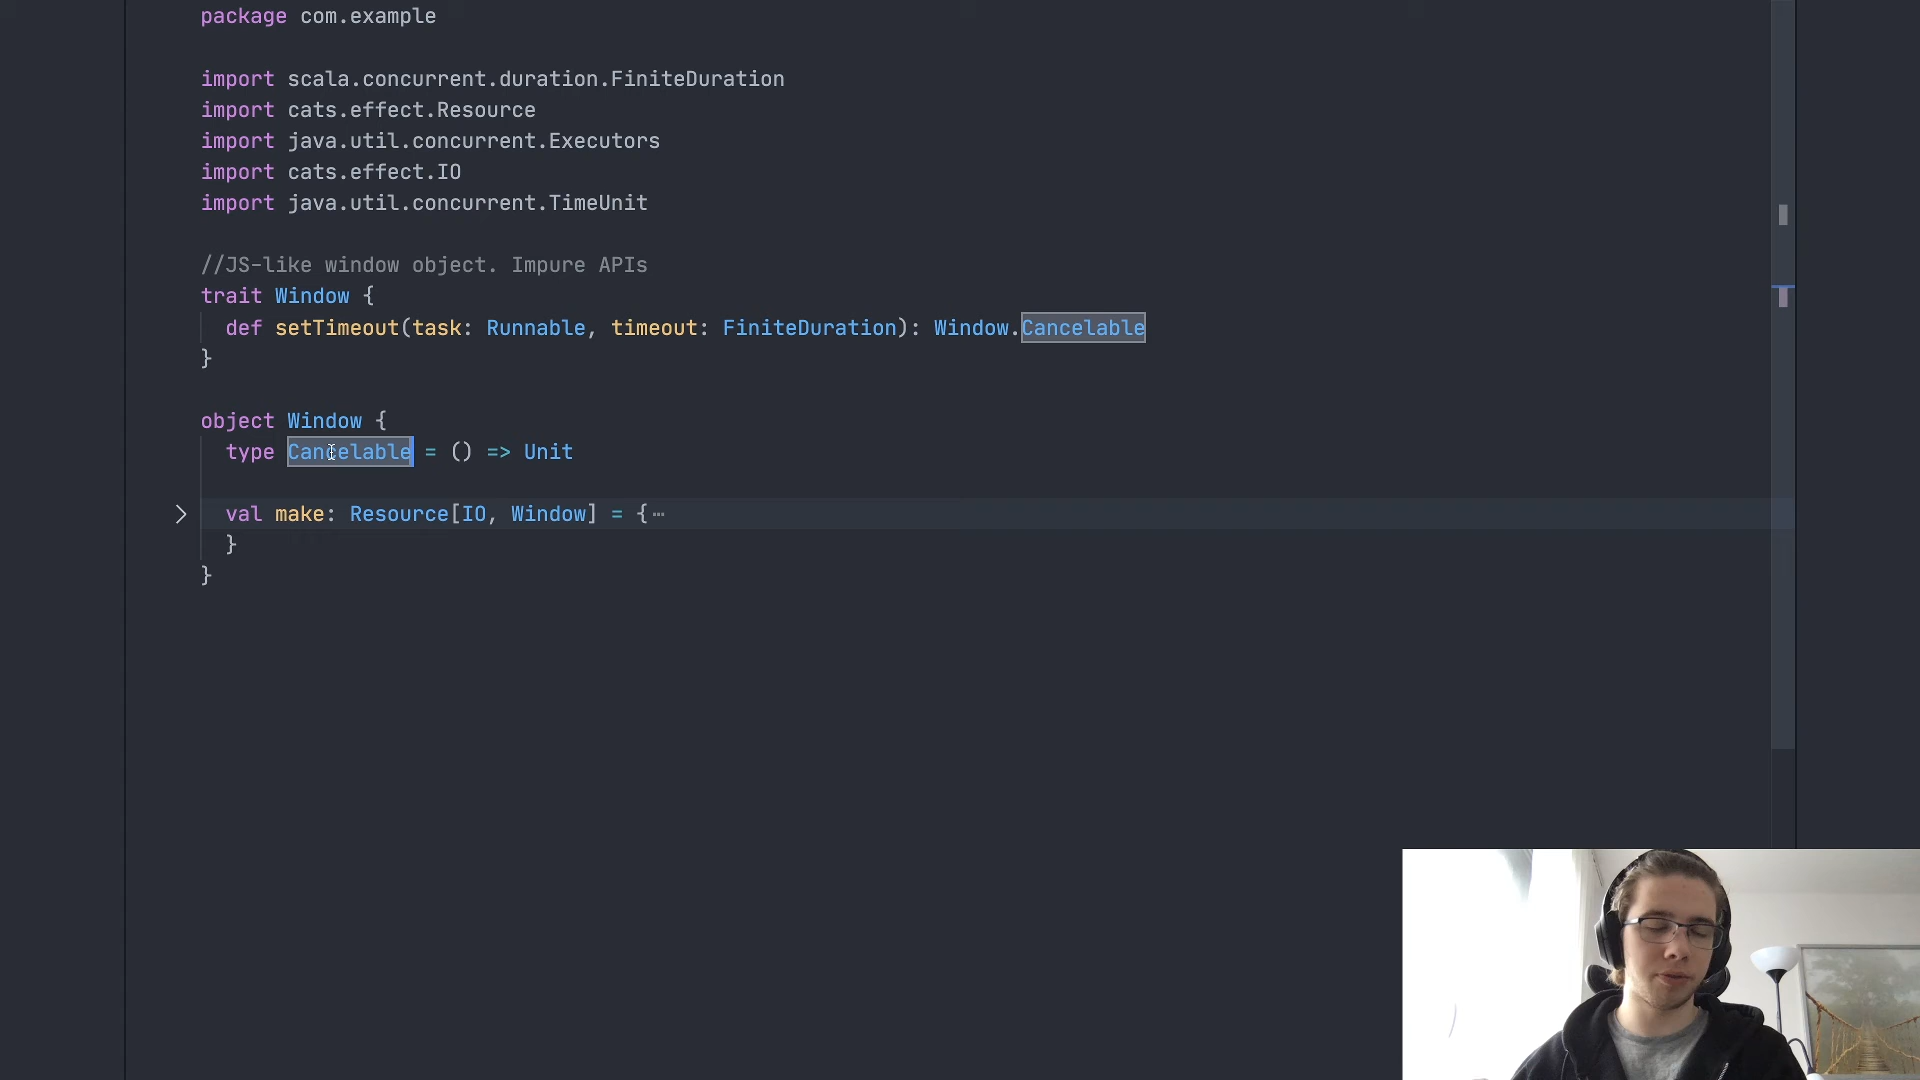 package com.example
import scala.concurrent.duration.FiniteDuration
import cats.effect.Resource
import java.util.concurrent.Executors
import cats.effect.IO
import java.util.concurrent.TimeUnit
//JS-like window object. Impure APIs
trait Window {
  def setTimeout(task: Runnable, timeout: FiniteDuration): Window.Cancelable
}
object Window {
  type Cancelable = () => Unit
  val make: Resource[IO, Window] = {⋯
  }
}